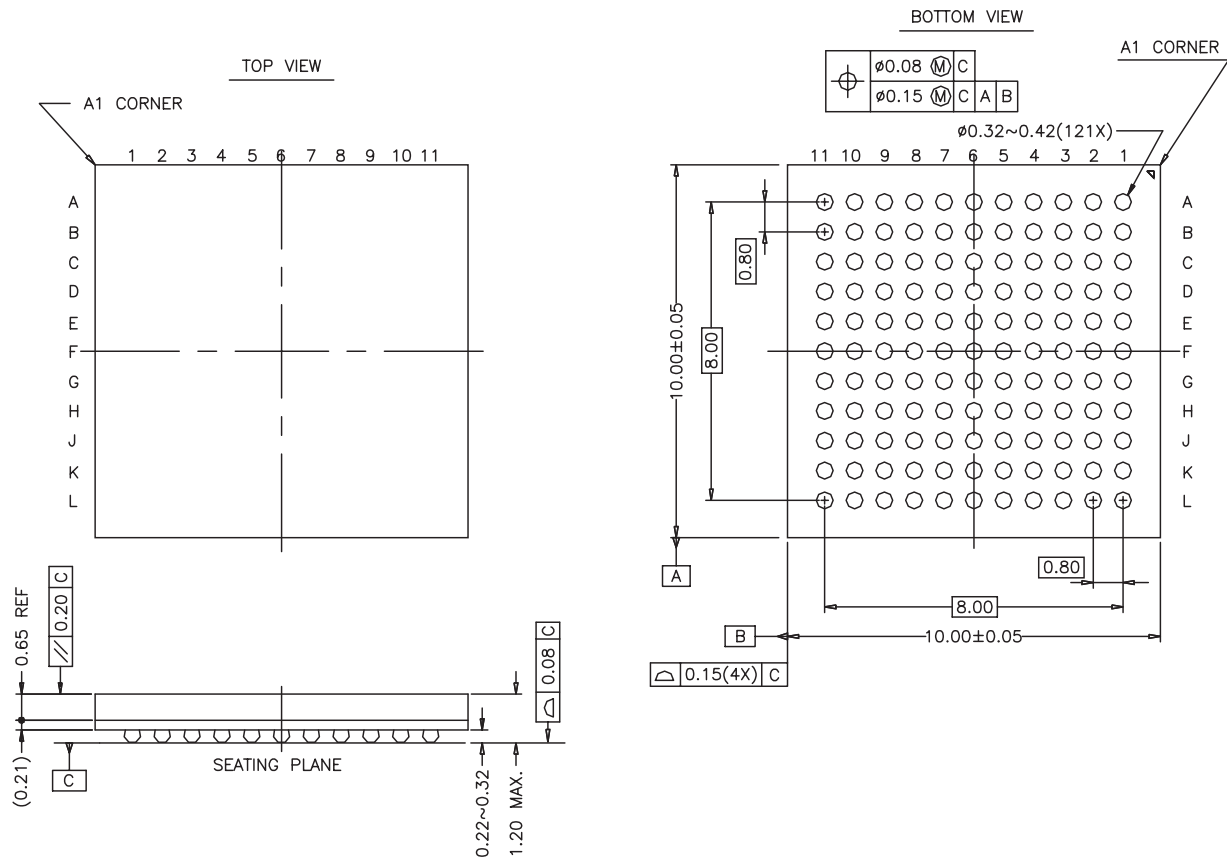 TOP VIEW
A1 CORNER
1 2 3 4 5 6 7 8 9 10 11
A
B
C
D
E
F
G
H
J
K
L
BOTTOM VIEW
A1 CORNER
ø0.08 Ⓜ C
ø0.15 Ⓜ C A B
ø0.32~0.42(121X)
11 10 9 8 7 6 5 4 3 2 1
A
B
C
D
E
F
G
H
J
K
L
0.80
8.00
10.00±0.05
A
0.80
8.00
B
10.00±0.05
0.15(4X) C
0.65 REF
(0.21)
// 0.20 C
C
SEATING PLANE
0.22~0.32
1.20 MAX.
0.08 C